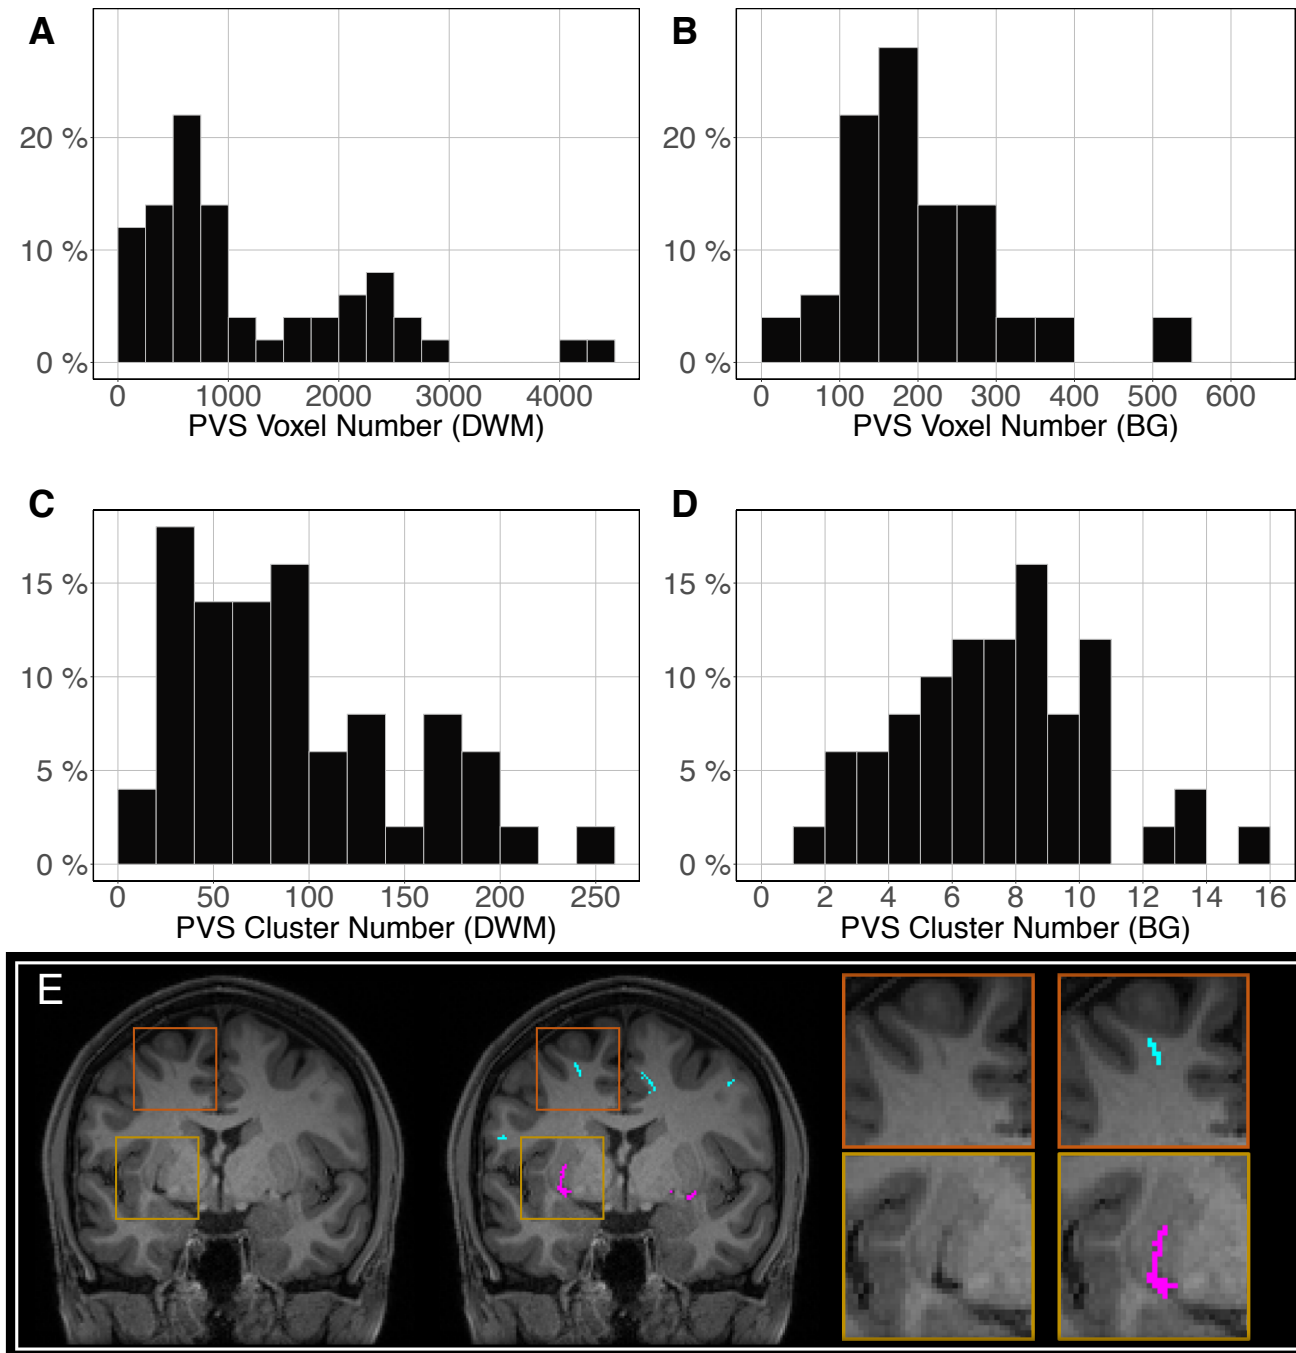 A
20 %
10 %
0 %
0 1000 2000 3000 4000
PVS Voxel Number (DWM)
B
20 %
10 %
0 %
0 100 200 300 400 500 600
PVS Voxel Number (BG)
C
15 %
10 %
5 %
0 %
0 50 100 150 200 250
PVS Cluster Number (DWM)
D
15 %
10 %
5 %
0 %
0 2 4 6 8 10 12 14 16
PVS Cluster Number (BG)
E